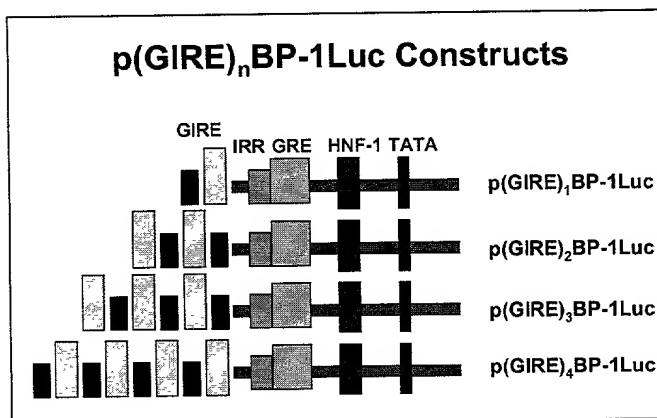 p(GIRE)nBP-1Luc Constructs
GIRE
IRR GRE HNF-1 TATA
p(GIRE)1BP-1Luc
p(GIRE)2BP-1Luc
p(GIRE)3BP-1Luc
p(GIRE)4BP-1Luc